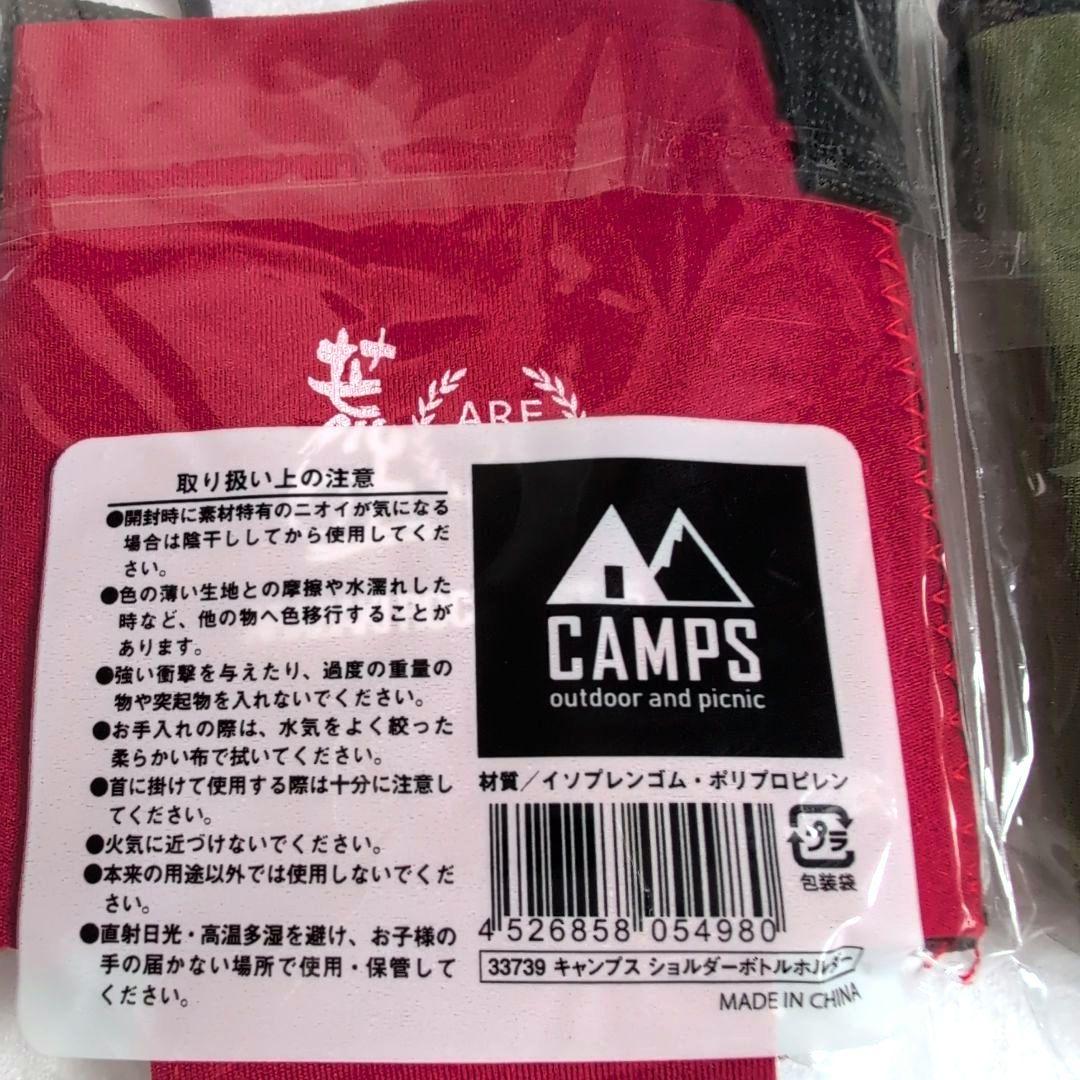 ARE
取り扱い上の注意
●開封時に素材特有のニオイが気になる
場合は陰干ししてから使用してくだ
さい。
●色の薄い生地との摩擦や水濡れした
時など、他の物へ色移行することが
あります。
●強い衝撃を与えたり、過度の重量の
物や突起物を入れないでください。
●お手入れの際は、水気をよく絞った
柔らかい布で拭いてください。
●首に掛けて使用する際は十分に注意し
てください。
●火気に近づけないでください。
●本来の用途以外では使用しないでくだ
さい。
●直射日光・高温多湿を避け、お子様の
手の届かない場所で使用・保管して
ください。
CAMPS
outdoor and picnic
材質／イソプレンゴム・ポリプロピレン
プラ
包装袋
4 526858 054980
33739 キャンプス ショルダーボトルホルダー
MADE IN CHINA